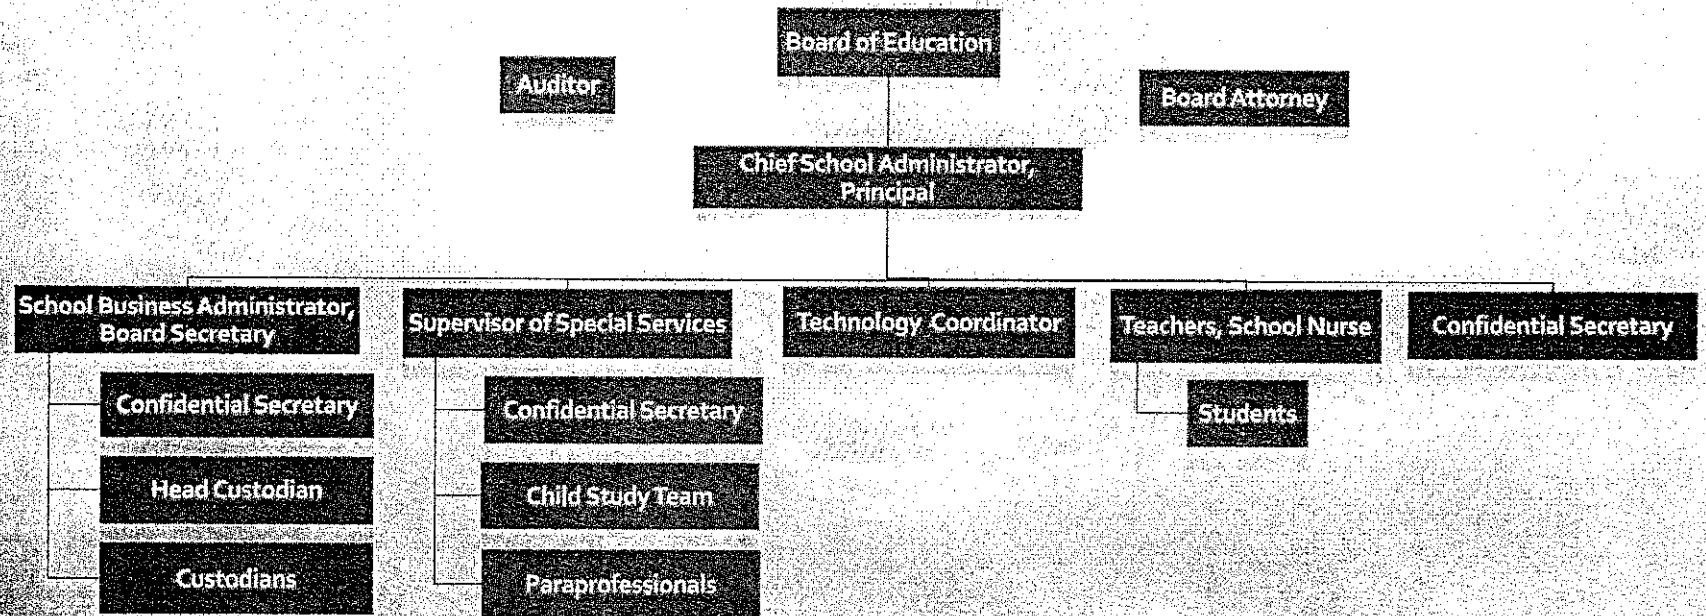 Board of Education
Auditor
Board Attorney
Chief School Administrator,
Principal
School Business Administrator,
Board Secretary
Supervisor of Special Services
Technology Coordinator
Teachers, School Nurse
Confidential Secretary
Confidential Secretary
Head Custodian
Custodians
Confidential Secretary
Child Study Team
Paraprofessionals
Students